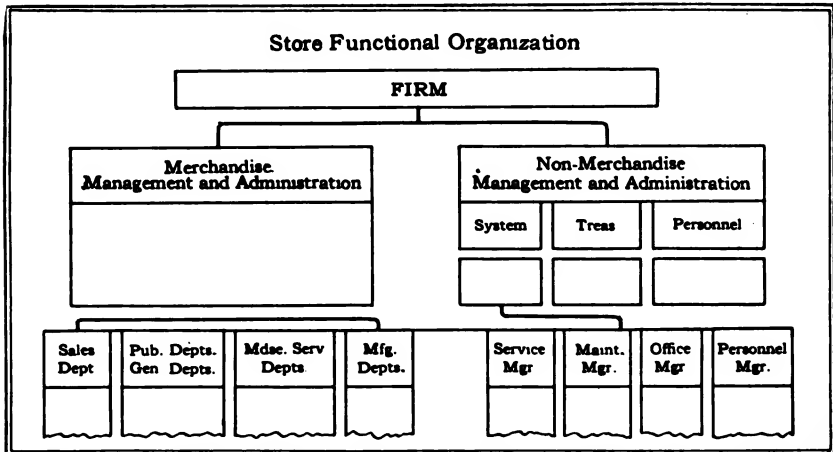 Store Functional Organization
FIRM
Merchandise
Management and Administration
Non-Merchandise
Management and Administration
System
Treas
Personnel
Sales
Dept
Pub. Depts.
Gen Depts.
Mdse. Serv
Depts
Mfg.
Depts.
Service
Mgr
Maint.
Mgr.
Office
Mgr
Personnel
Mgr.